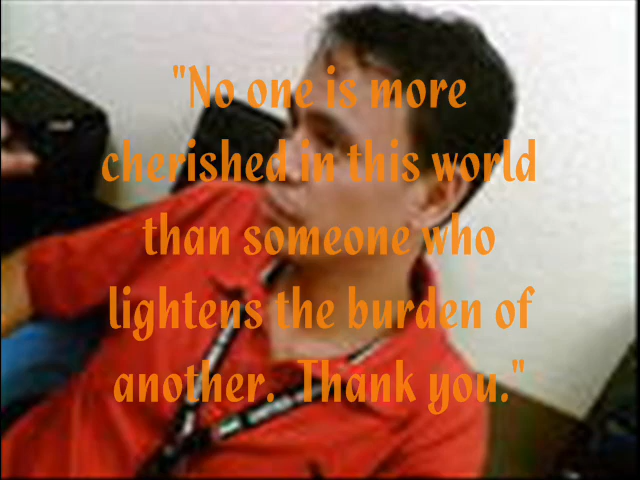 "No one is more
cherished in this world
than someone who
lightens the burden of
another.  Thank you."